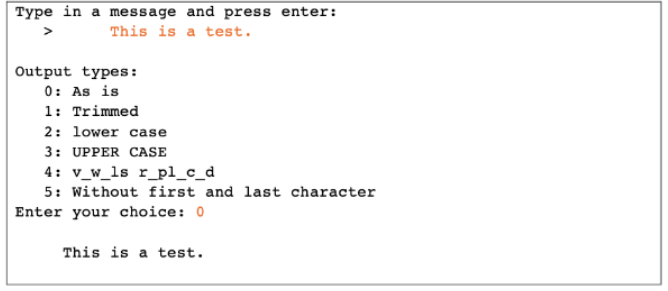 Type in a message and press enter:
   >      This is a test.
Output types:
   0: As is
   1: Trimmed
   2: lower case
   3: UPPER CASE
   4: v_w_ls r_pl_c_d
   5: Without first and last character
Enter your choice: 0
     This is a test.